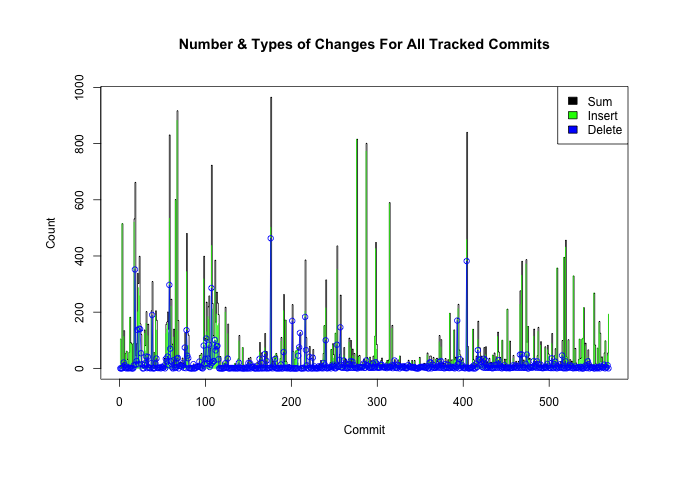 Number & Types of Changes For All Tracked Commits
1000
800
600
400
200
0
Count
Sum
Insert
Delete
0 100 200 300 400 500
Commit